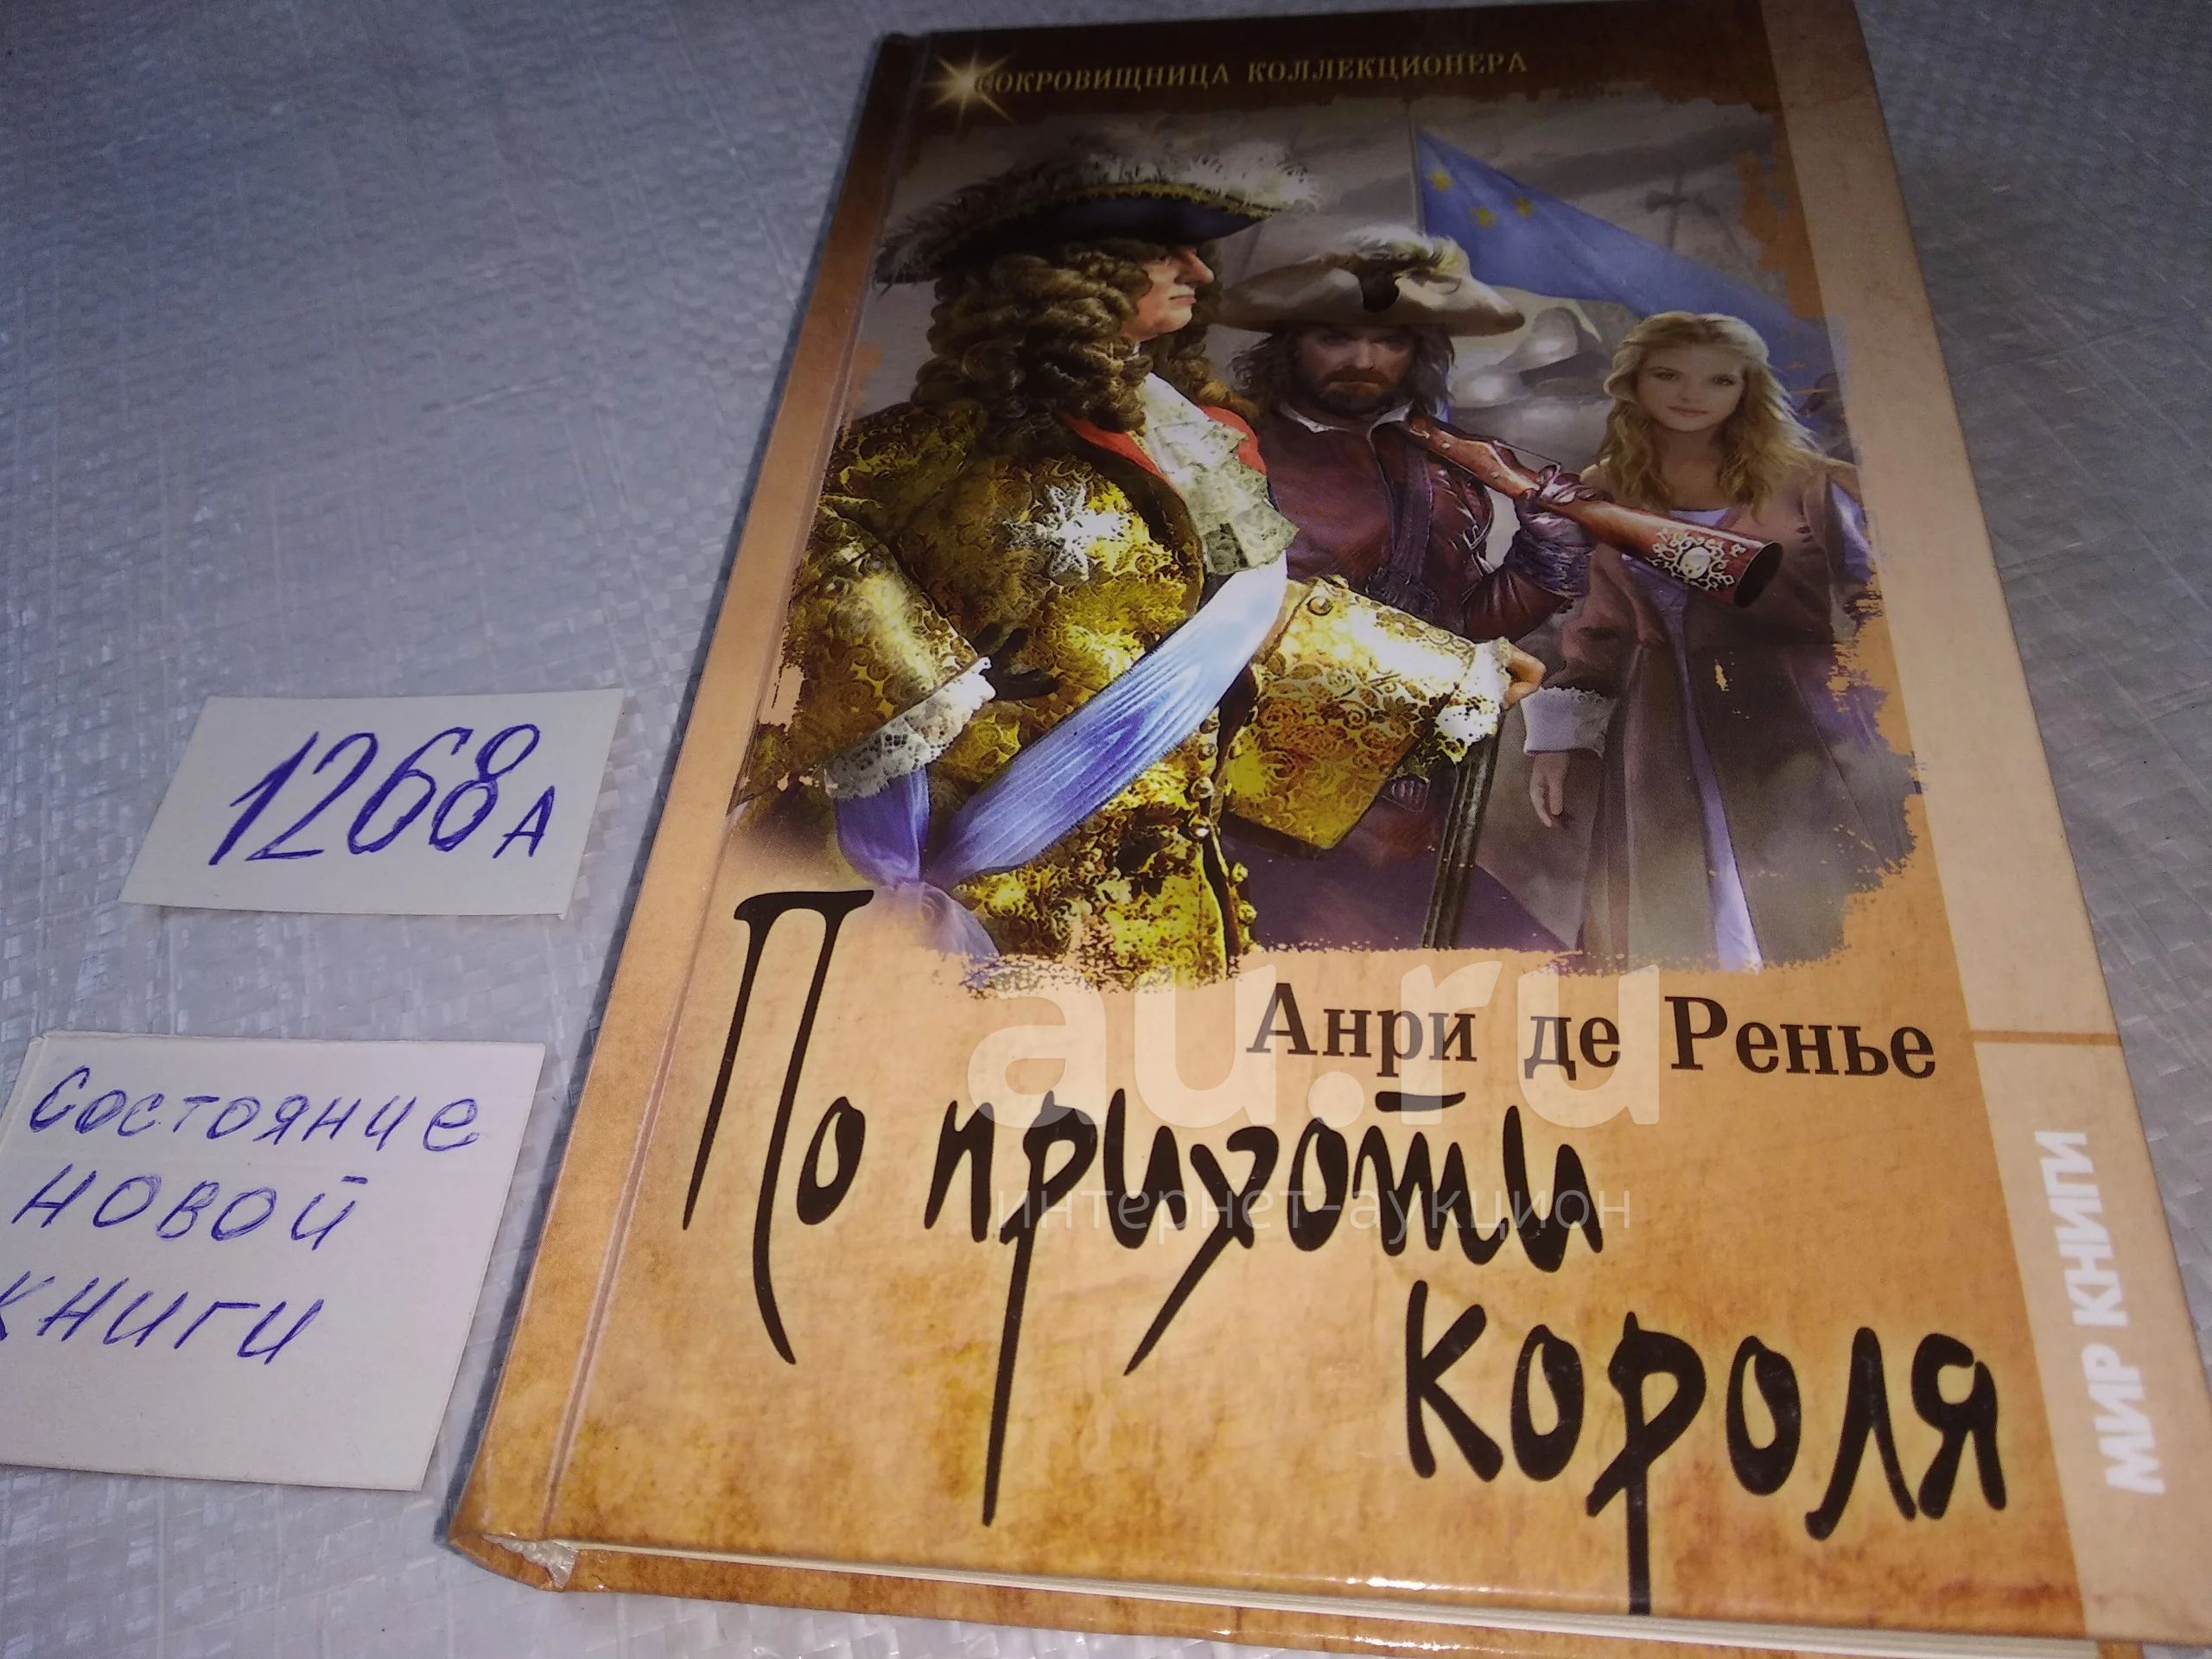 СОКРОВИЩНИЦА КОЛЛЕКЦИОНЕРА
1268А
Состояние
новой
книги
Анри де Ренье
По прихоти
короля
МИР КНИГИ
au.ru
интернет-аукцион